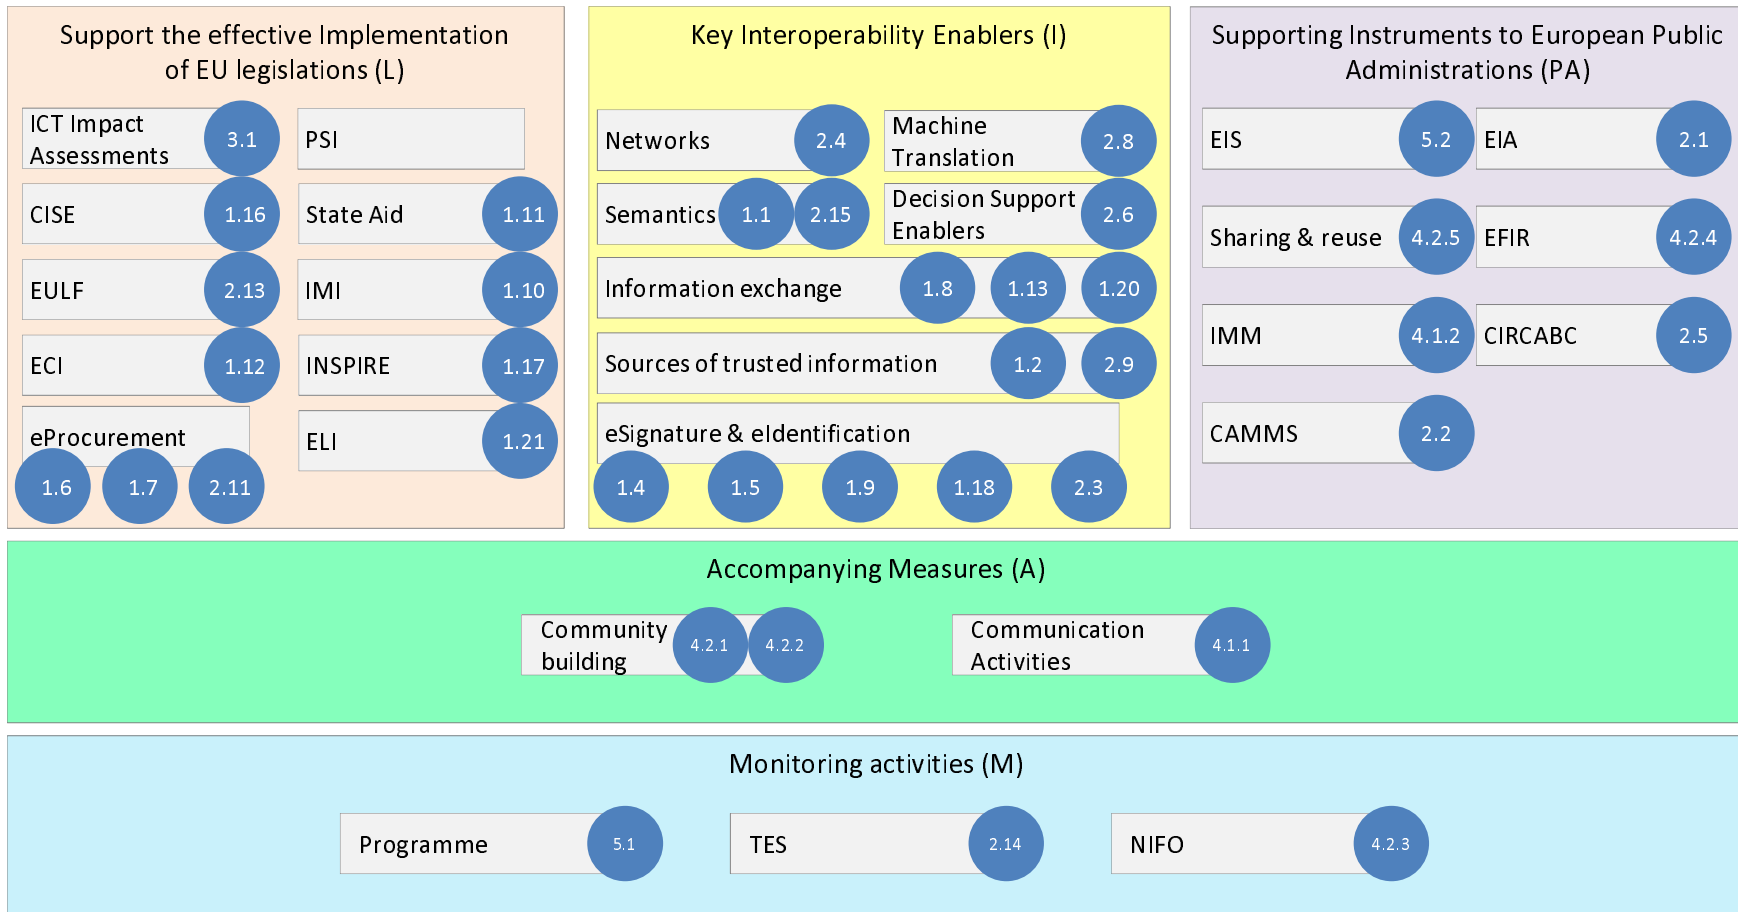 Support the effective Implementation
of EU legislations (L)
ICT Impact
Assessments
3.1
PSI
CISE
1.16
State Aid
1.11
EULF
2.13
IMI
1.10
ECI
1.12
INSPIRE
1.17
eProcurement
1.6
1.7
2.11
ELI
1.21
Key Interoperability Enablers (I)
Networks
2.4
Machine
Translation
2.8
Semantics
1.1
2.15
Decision Support
Enablers
2.6
Information exchange
1.8
1.13
1.20
Sources of trusted information
1.2
2.9
eSignature & eIdentification
1.4
1.5
1.9
1.18
2.3
Supporting Instruments to European Public
Administrations (PA)
EIS
5.2
EIA
2.1
Sharing & reuse
4.2.5
EFIR
4.2.4
IMM
4.1.2
CIRCABC
2.5
CAMMS
2.2
Accompanying Measures (A)
Community
building
4.2.1
4.2.2
Communication
Activities
4.1.1
Monitoring activities (M)
Programme
5.1
TES
2.14
NIFO
4.2.3